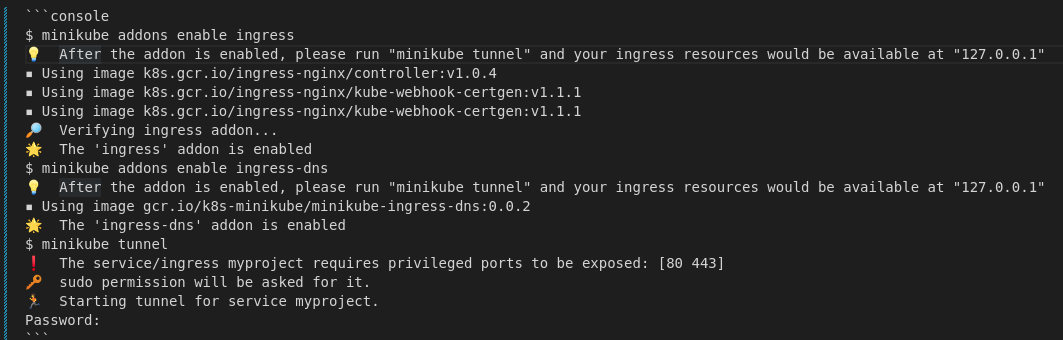 ```console
$ minikube addons enable ingress
💡  After the addon is enabled, please run "minikube tunnel" and your ingress resources would be available at "127.0.0.1"
▪ Using image k8s.gcr.io/ingress-nginx/controller:v1.0.4
▪ Using image k8s.gcr.io/ingress-nginx/kube-webhook-certgen:v1.1.1
▪ Using image k8s.gcr.io/ingress-nginx/kube-webhook-certgen:v1.1.1
🔎  Verifying ingress addon...
🌟  The 'ingress' addon is enabled
$ minikube addons enable ingress-dns
💡  After the addon is enabled, please run "minikube tunnel" and your ingress resources would be available at "127.0.0.1"
▪ Using image gcr.io/k8s-minikube/minikube-ingress-dns:0.0.2
🌟  The 'ingress-dns' addon is enabled
$ minikube tunnel
❗  The service/ingress myproject requires privileged ports to be exposed: [80 443]
🔑  sudo permission will be asked for it.
🏃  Starting tunnel for service myproject.
Password:
```